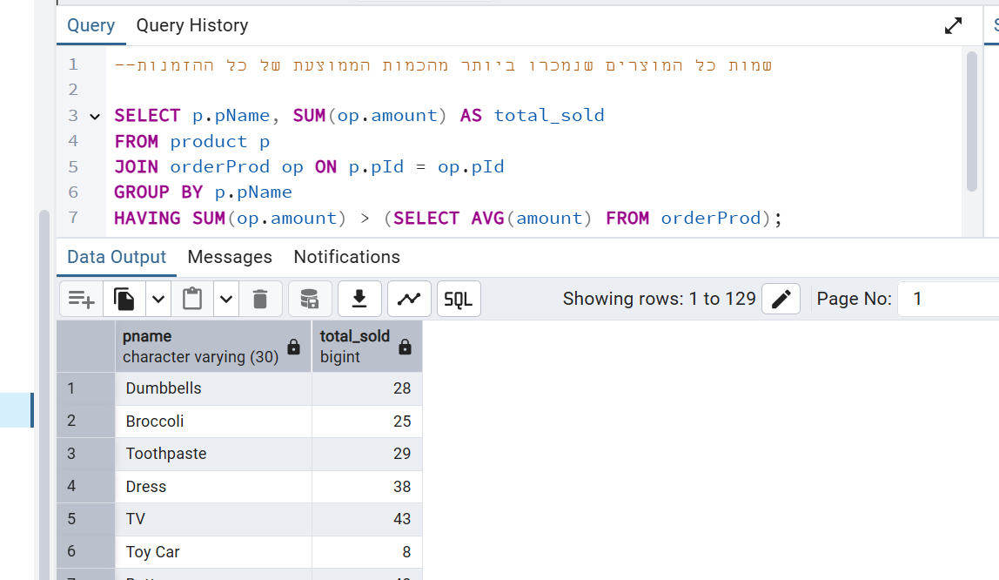 Query Query History
1 --שמות כל המוצרים שנמכרו ביותר מהכמות הממוצעת של כל ההזמנות
2
3 SELECT p.pName, SUM(op.amount) AS total_sold
4 FROM product p
5 JOIN orderProd op ON p.pId = op.pId
6 GROUP BY p.pName
7 HAVING SUM(op.amount) > (SELECT AVG(amount) FROM orderProd);
Data Output Messages Notifications
SQL Showing rows: 1 to 129 Page No: 1
pname total_sold
character varying (30) bigint
1 Dumbbells 28
2 Broccoli 25
3 Toothpaste 29
4 Dress 38
5 TV 43
6 Toy Car 8